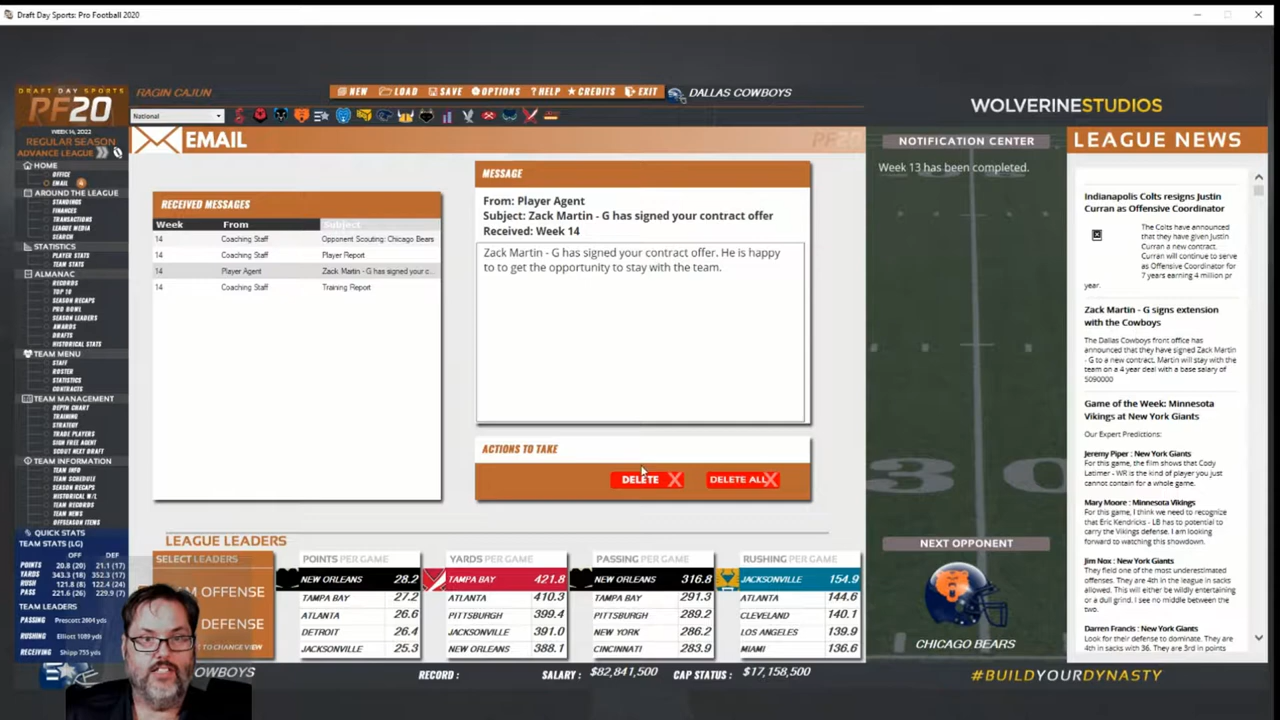 Draft Day Sports: Pro Football 2020
DRAFT DAY SPORTS
PF20
WEEK 14, 2022
REGULAR SEASON
ADVANCE LEAGUE
RAGIN CAJUN
NEW LOAD SAVE OPTIONS ? HELP CREDITS EXIT
DALLAS COWBOYS
National
EMAIL
PF20
WOLVERINESTUDIOS
HOME
OFFICE
EMAIL 4
AROUND THE LEAGUE
STANDINGS
FINANCES
TRANSACTIONS
LEAGUE MEDIA
SEARCH
STATISTICS
PLAYER STATS
TEAM STATS
ALMANAC
RECORDS
TOP 10
SEASON RECAPS
PRO BOWL
SEASON LEADERS
AWARDS
DRAFTS
HISTORICAL STATS
TEAM MENU
STAFF
ROSTER
STATISTICS
CONTRACTS
TEAM MANAGEMENT
DEPTH CHART
TRAINING
STRATEGY
TRADE PLAYERS
SIGN FREE AGENT
SCOUT NEXT DRAFT
TEAM INFORMATION
TEAM INFO
TEAM SCHEDULE
SEASON RECAPS
HISTORICAL W/L
TEAM RECORDS
TEAM NEWS
OFFSEASON ITEMS
QUICK STATS
TEAM STATS (LG)
OFF DEF
POINTS 20.8 (20) 21.1 (17)
YARDS 343.3 (18) 352.3 (17)
RUSH 121.8 (8) 122.4 (24)
PASS 221.6 (26) 229.9 (7)
TEAM LEADERS
PASSING Prescott 2604 yds
RUSHING Elliott 1089 yds
RECEIVING Shipp 755 yds
RECEIVED MESSAGES
Week From Subject
14 Coaching Staff Opponent Scouting: Chicago Bears
14 Coaching Staff Player Report
14 Player Agent Zack Martin - G has signed your c...
14 Coaching Staff Training Report
MESSAGE
From: Player Agent
Subject: Zack Martin - G has signed your contract offer
Received: Week 14
Zack Martin - G has signed your contract offer. He is happy
to to get the opportunity to stay with the team.
ACTIONS TO TAKE
DELETE X DELETE ALL X
LEAGUE LEADERS
SELECT LEADERS
TEAM OFFENSE
DEFENSE
TO CHANGE VIEW
POINTS PER GAME
NEW ORLEANS 28.2
TAMPA BAY 27.2
ATLANTA 26.6
DETROIT 26.4
JACKSONVILLE 25.3
YARDS PER GAME
TAMPA BAY 421.8
ATLANTA 410.3
PITTSBURGH 399.4
JACKSONVILLE 391.0
NEW ORLEANS 388.1
PASSING PER GAME
NEW ORLEANS 316.8
TAMPA BAY 291.3
PITTSBURGH 289.2
NEW YORK 286.2
CINCINNATI 283.9
RUSHING PER GAME
JACKSONVILLE 154.9
ATLANTA 144.6
CLEVELAND 140.1
LOS ANGELES 139.9
MIAMI 136.6
COWBOYS
RECORD :
SALARY : $82,841,500
CAP STATUS : $17,158,500
NOTIFICATION CENTER
Week 13 has been completed.
30
NEXT OPPONENT
CHICAGO BEARS
LEAGUE NEWS
Indianapolis Colts resigns Justin
Curran as Offensive Coordinator
The Colts have announced
that they have given Justin
Curran a new contract.
Curran will continue to serve
as Offensive Coordinator for
7 years earning 4 million pr
year.
Zack Martin - G signs extension
with the Cowboys
The Dallas Cowboys front office has
announced that they have signed Zack Martin
- G to a new contract. Martin will stay with the
team on a 4 year deal with a base salary of
5090000
Game of the Week: Minnesota
Vikings at New York Giants
Our Expert Predictions:
Jeremy Piper : New York Giants
For this game, the film shows that Cody
Latimer - WR is the kind of player you just
cannot contain for a whole game.
Mary Moore : Minnesota Vikings
For this game, I think we need to recognize
that Eric Kendricks - LB has to potential to
carry the Vikings to victory. I am looking
forward to watching this showdown.
Jim Nox : New York Giants
They field one of the most underestimated
offenses. They are 4th in the league in sacks
allowed. This will either be wildly entertaining
or a dull grind. I see no middle between the
two.
Darren Francis : New York Giants
Look for their defense to dominate. They are
4th in sacks with 36. They are 3rd in points
#BUILDYOURDYNASTY